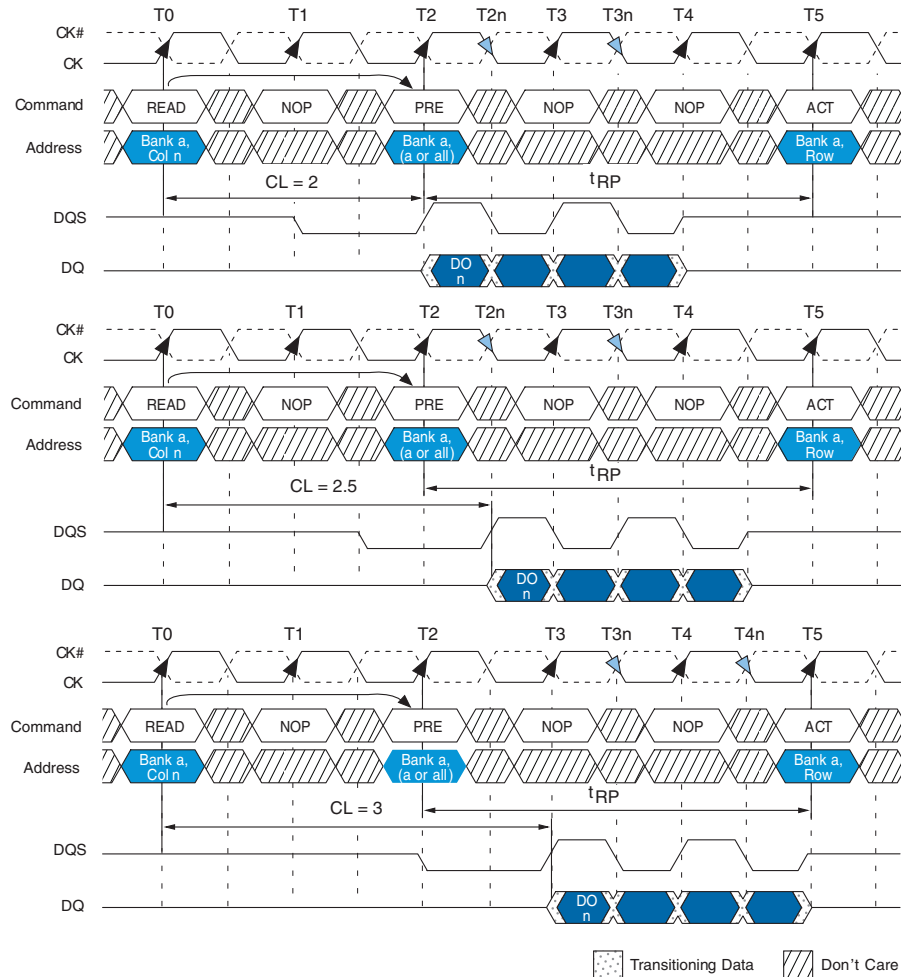 T0 T1 T2 T2n T3 T3n T4 T5
CK#
CK
Command READ NOP PRE NOP NOP ACT
Address Bank a, Col n Bank a, (a or all) Bank a, Row
CL = 2 tRP
DQS
DQ DO n
T0 T1 T2 T2n T3 T3n T4 T5
CK#
CK
Command READ NOP PRE NOP NOP ACT
Address Bank a, Col n Bank a, (a or all) Bank a, Row
CL = 2.5 tRP
DQS
DQ DO n
T0 T1 T2 T3 T3n T4 T4n T5
CK#
CK
Command READ NOP PRE NOP NOP ACT
Address Bank a, Col n Bank a, (a or all) Bank a, Row
CL = 3 tRP
DQS
DQ DO n
Transitioning Data Don't Care